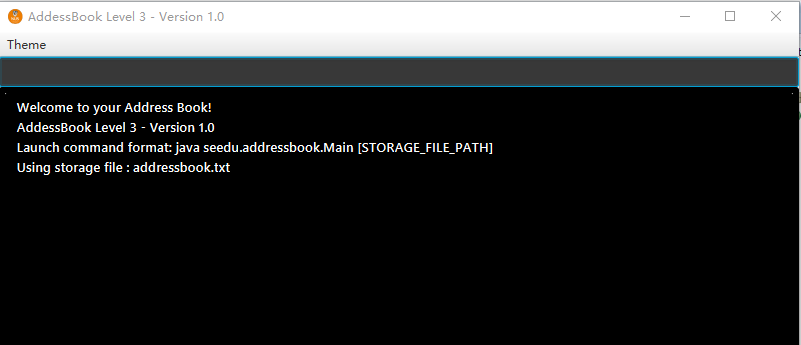 AddessBook Level 3 - Version 1.0
Theme
Welcome to your Address Book!
AddessBook Level 3 - Version 1.0
Launch command format: java seedu.addressbook.Main [STORAGE_FILE_PATH]
Using storage file : addressbook.txt